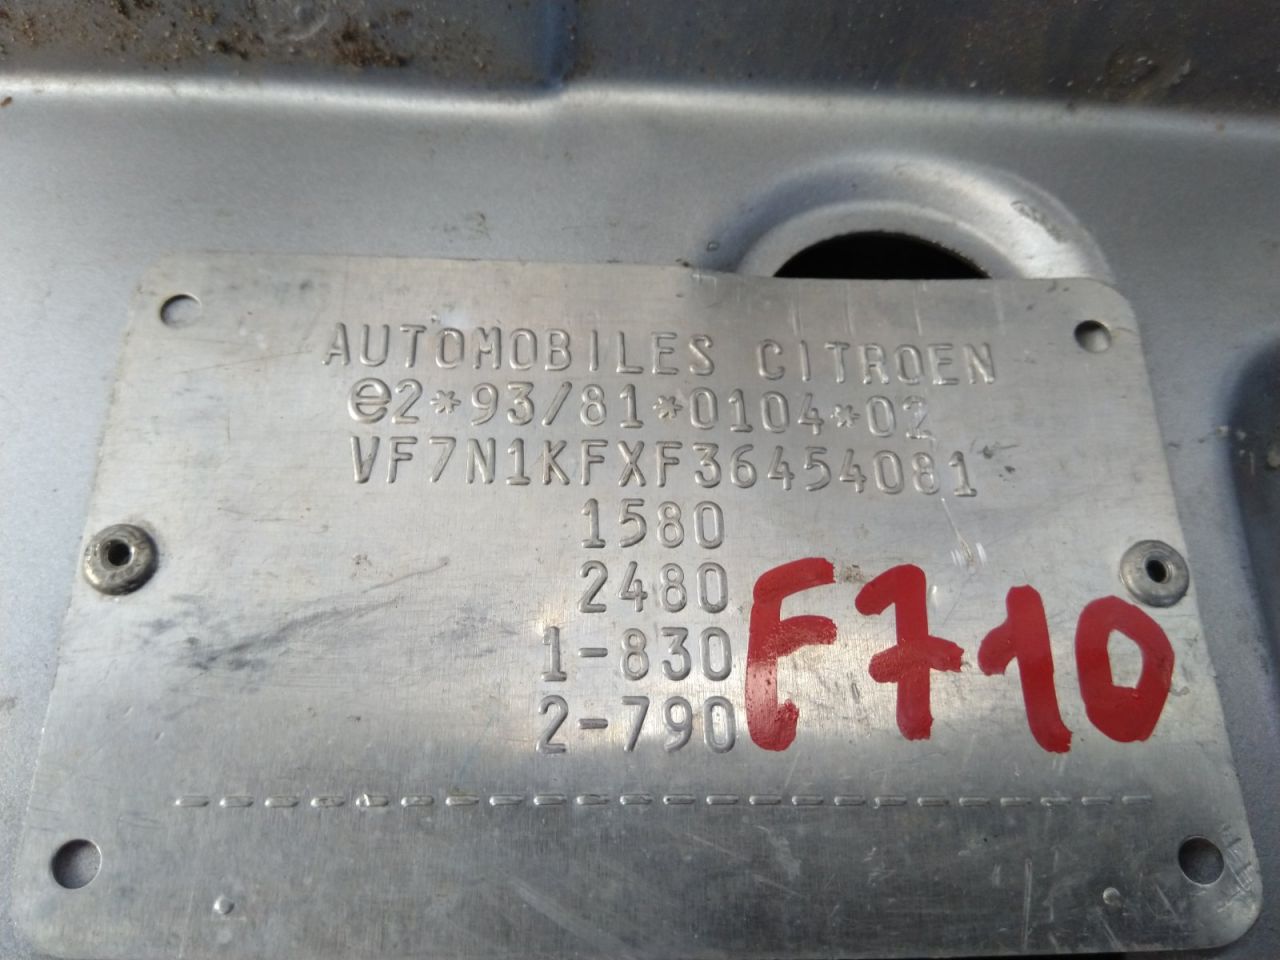 AUTOMOBILES CITROEN
e2*93/81*0104*02
VF7N1KFXF36454081
1580
2480
1-830
2-790
F710